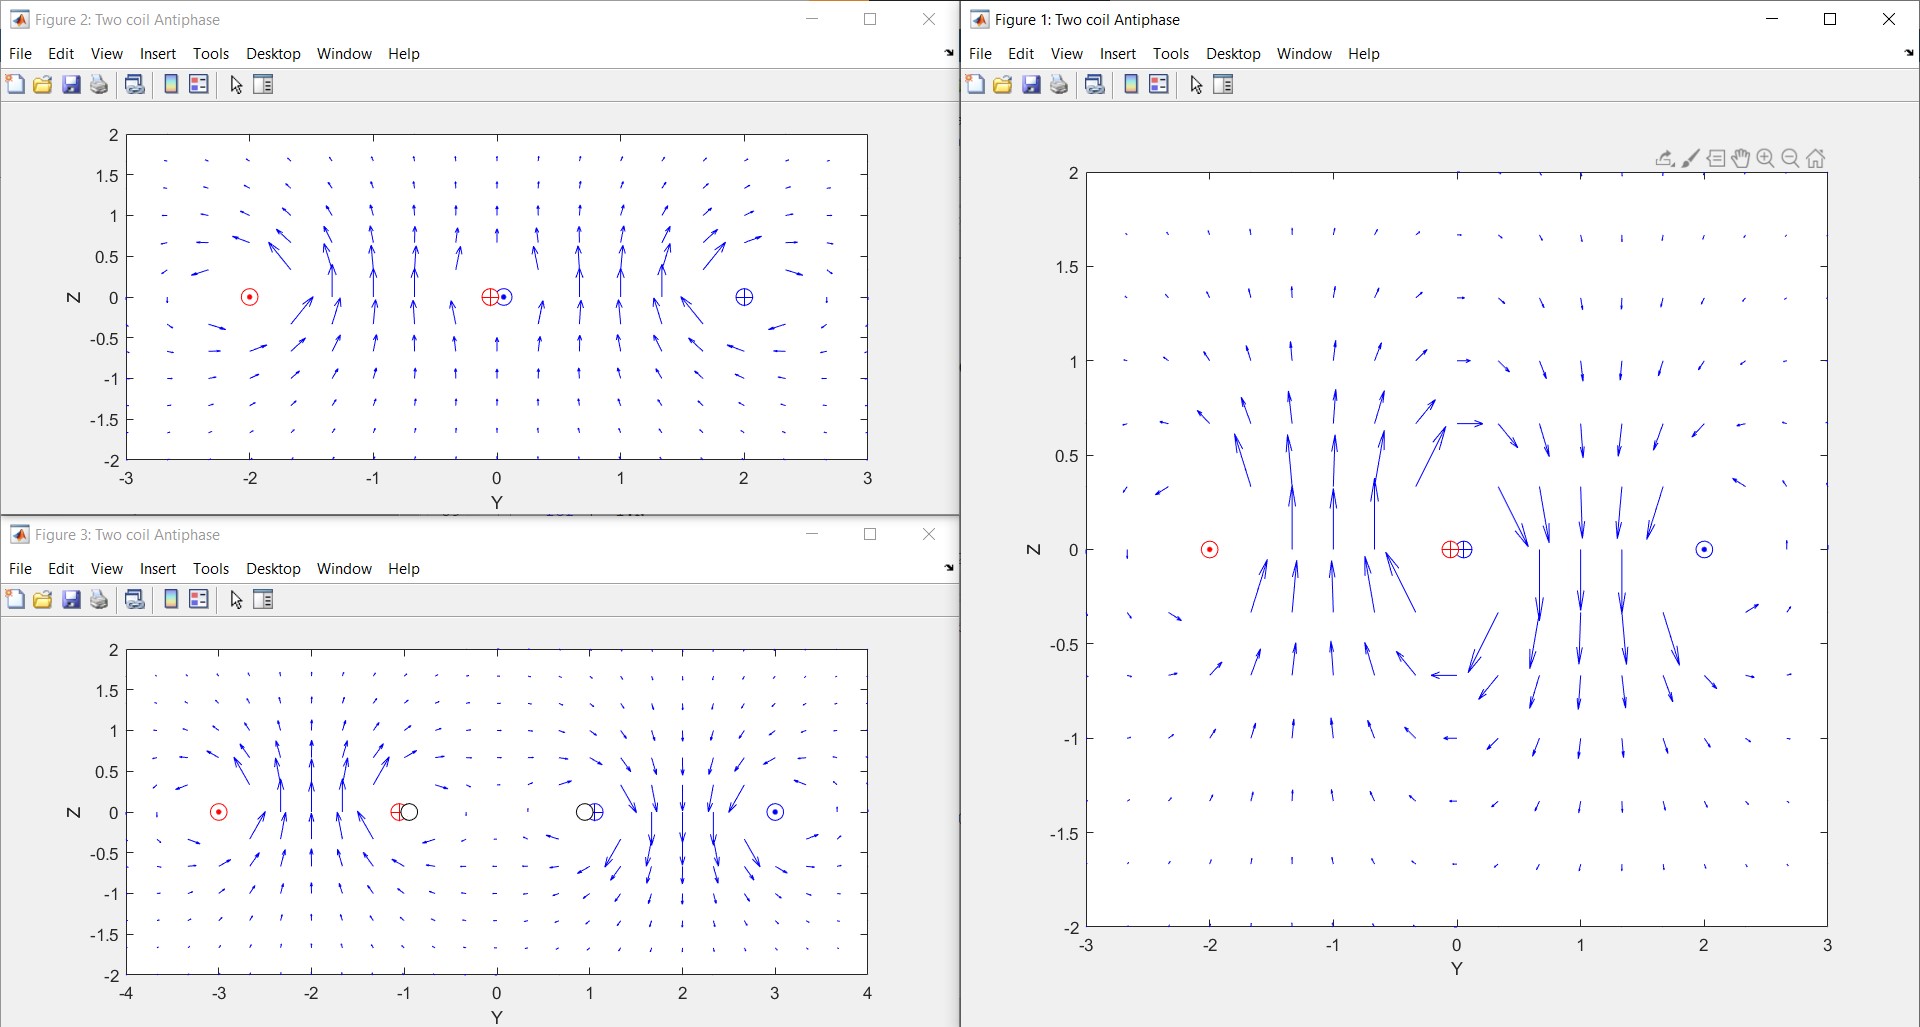 Figure 2: Two coil Antiphase
File Edit View Insert Tools Desktop Window Help
2
1.5
1
0.5
0
-0.5
-1
-1.5
-2
Z
-3 -2 -1 0 1 2 3
Y
Figure 3: Two coil Antiphase
File Edit View Insert Tools Desktop Window Help
2
1.5
1
0.5
0
-0.5
-1
-1.5
-2
Z
-4 -3 -2 -1 0 1 2 3 4
Y
Figure 1: Two coil Antiphase
File Edit View Insert Tools Desktop Window Help
2
1.5
1
0.5
0
-0.5
-1
-1.5
-2
Z
-3 -2 -1 0 1 2 3
Y